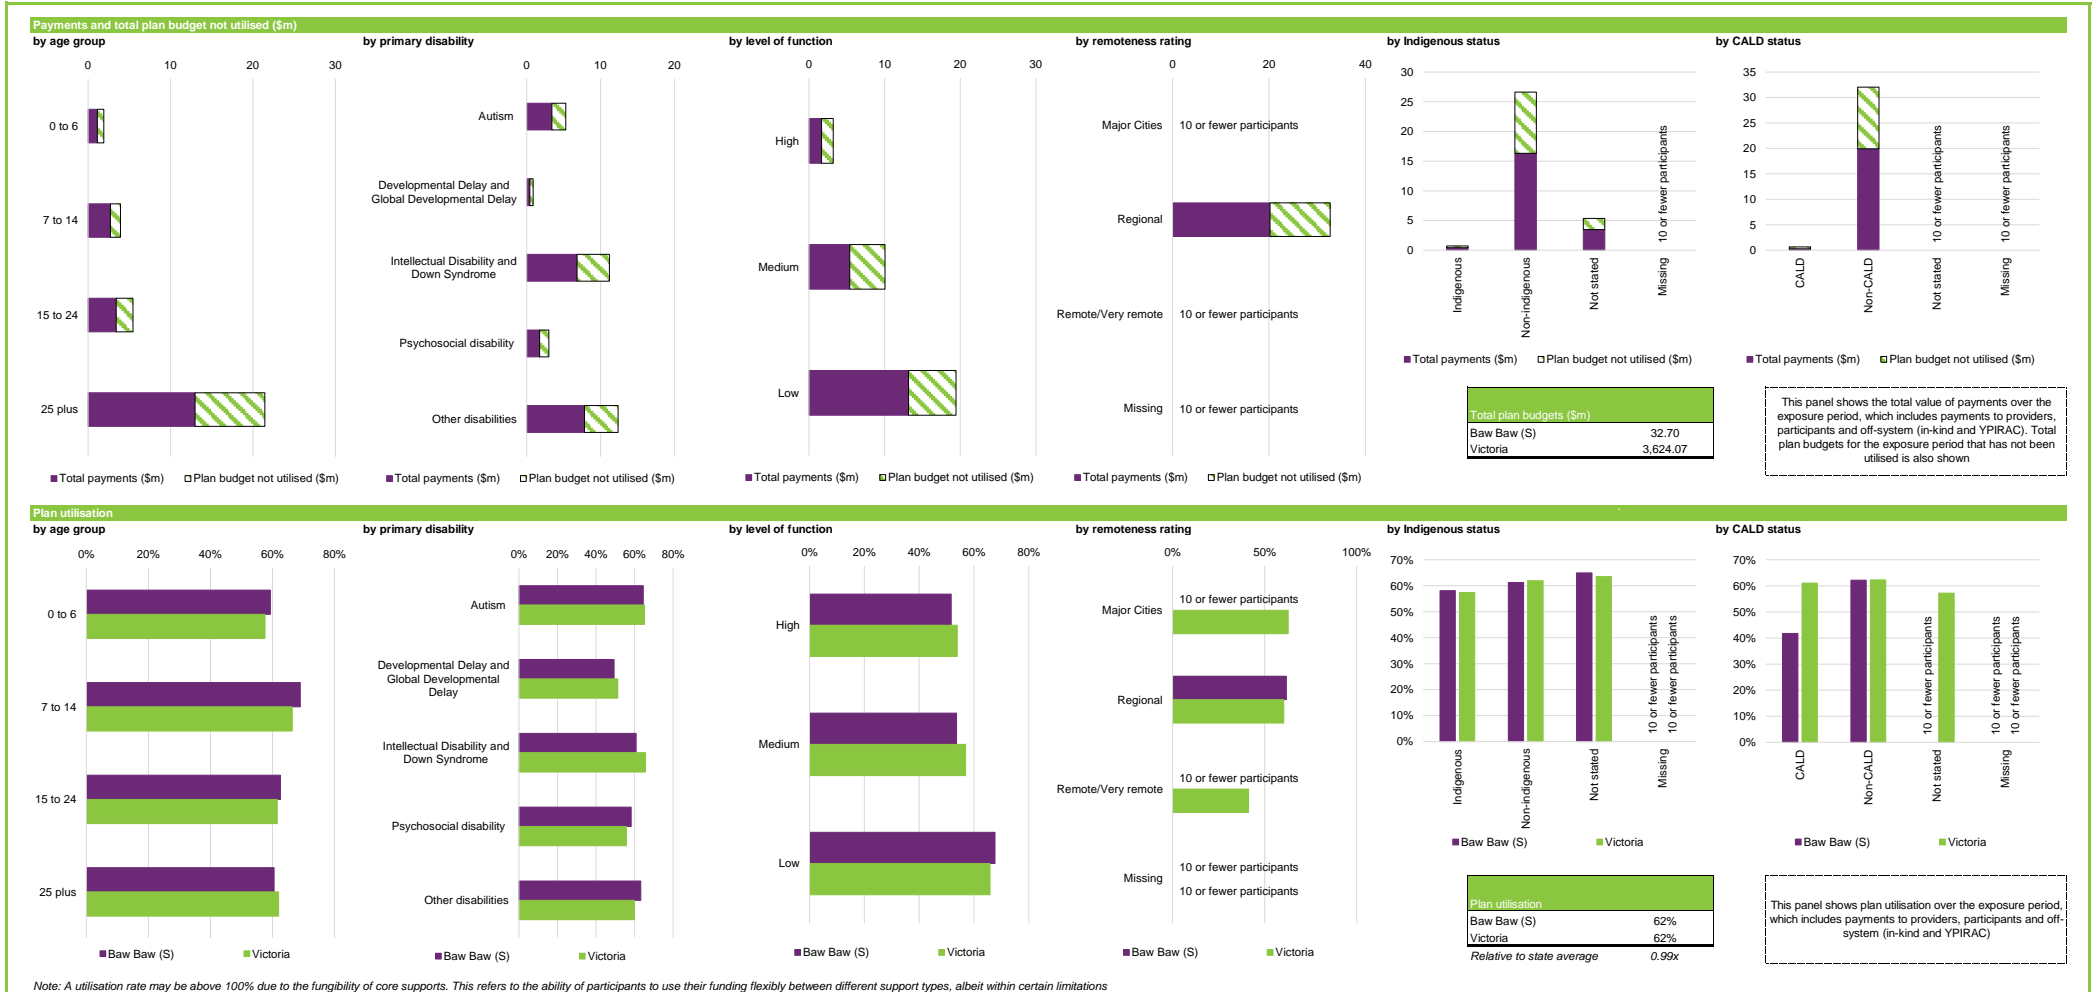 Payments and total plan budget not utilised ($m)
by age group
0 10 20 30
0 to 6
7 to 14
15 to 24
25 plus
Total payments ($m) Plan budget not utilised ($m)
by primary disability
0 10 20
Autism
Developmental Delay and
Global Developmental Delay
Intellectual Disability and
Down Syndrome
Psychosocial disability
Other disabilities
Total payments ($m) Plan budget not utilised ($m)
by level of function
0 10 20 30
High
Medium
Low
Total payments ($m) Plan budget not utilised ($m)
by remoteness rating
0 20 40
Major Cities 10 or fewer participants
Regional
Remote/Very remote 10 or fewer participants
Missing 10 or fewer participants
Total payments ($m) Plan budget not utilised ($m)
by Indigenous status
30
25
20
15
10
5
0
10 or fewer participants
Indigenous
Non-indigenous
Not stated
Missing
Total payments ($m) Plan budget not utilised ($m)
by CALD status
35
30
25
20
15
10
5
0
10 or fewer participants
10 or fewer participants
CALD
Non-CALD
Not stated
Missing
Total payments ($m) Plan budget not utilised ($m)
Total plan budgets ($m)
Baw Baw (S) 32.70
Victoria 3,624.07
This panel shows the total value of payments over the
exposure period, which includes payments to providers,
participants and off-system (in-kind and YPIRAC). Total
plan budgets for the exposure period that has not been
utilised is also shown
Plan utilisation
by age group
0% 20% 40% 60% 80%
0 to 6
7 to 14
15 to 24
25 plus
Baw Baw (S) Victoria
by primary disability
0% 20% 40% 60% 80%
Autism
Developmental Delay and
Global Developmental
Delay
Intellectual Disability and
Down Syndrome
Psychosocial disability
Other disabilities
Baw Baw (S) Victoria
by level of function
0% 20% 40% 60% 80%
High
Medium
Low
Baw Baw (S) Victoria
by remoteness rating
0% 50% 100%
10 or fewer participants
Major Cities
Regional
10 or fewer participants
Remote/Very remote
10 or fewer participants
Missing
10 or fewer participants
Baw Baw (S) Victoria
by Indigenous status
70%
60%
50%
40%
30%
20%
10%
0%
10 or fewer participants
10 or fewer participants
Indigenous
Non-indigenous
Not stated
Missing
Baw Baw (S) Victoria
by CALD status
70%
60%
50%
40%
30%
20%
10%
0%
10 or fewer participants
10 or fewer participants
10 or fewer participants
CALD
Non-CALD
Not stated
Missing
Baw Baw (S) Victoria
Plan utilisation
Baw Baw (S) 62%
Victoria 62%
Relative to state average 0.99x
This panel shows plan utilisation over the exposure period,
which includes payments to providers, participants and off-
system (in-kind and YPIRAC)
Note: A utilisation rate may be above 100% due to the fungibility of core supports. This refers to the ability of participants to use their funding flexibly between different support types, albeit within certain limitations